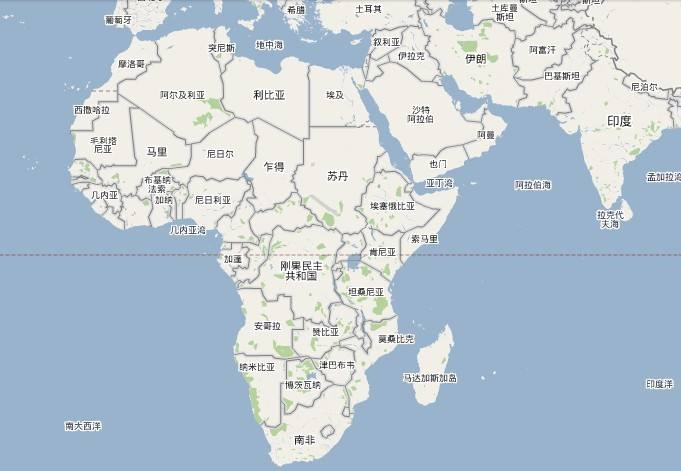 葡萄牙
希腊
土耳其
土库曼
斯坦
突尼斯
地中海
叙利亚
伊拉克
伊朗
阿富汗
摩洛哥
巴基斯坦
尼泊尔
西撒哈拉
阿尔及利亚
利比亚
埃及
沙特
阿拉伯
印度
阿曼
毛利塔
尼亚
马里
尼日尔
乍得
苏丹
也门
亚丁湾
阿拉伯海
孟加拉湾
布基纳
法索
加纳
几内亚
尼日利亚
埃塞俄比亚
拉克代
夫海
几内亚湾
索马里
加蓬
刚果民主
共和国
肯尼亚
坦桑尼亚
安哥拉
赞比亚
莫桑比克
纳米比亚
津巴布韦
博茨瓦纳
马达加斯加岛
印度洋
南大西洋
南非